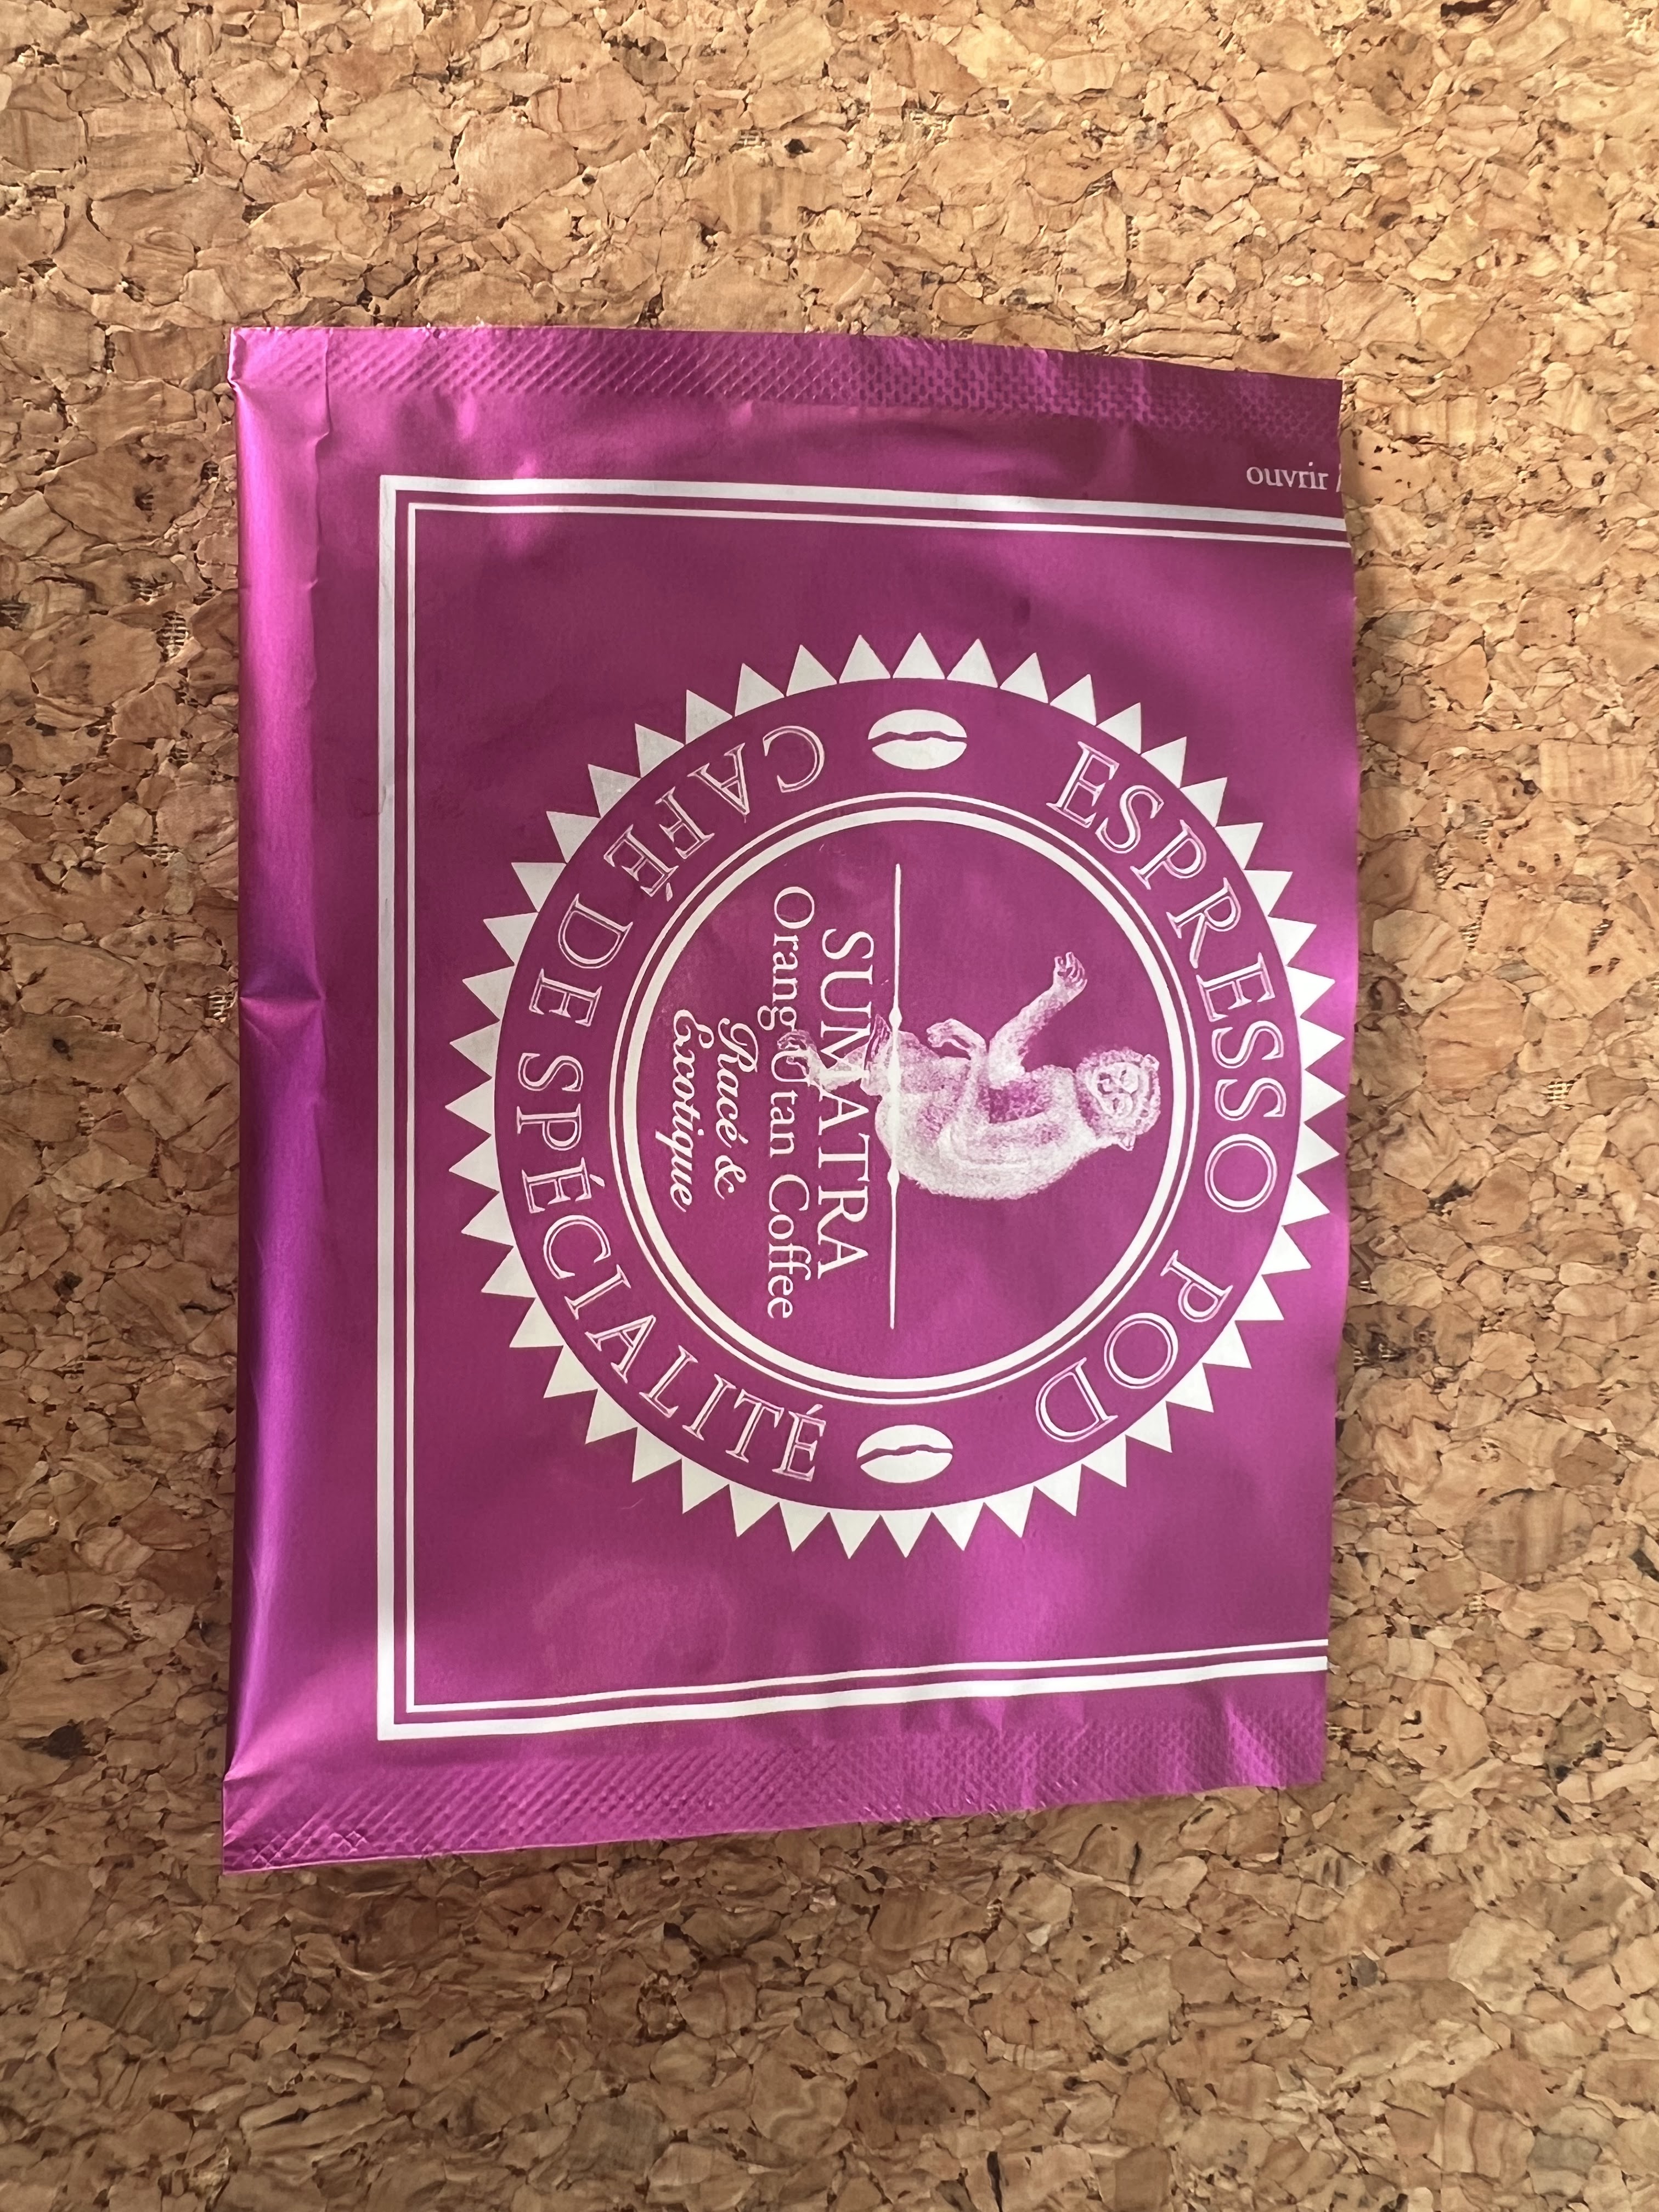 ouvrir
ESPRESSO POD
SUMATRA
Orang Utan Coffee
Racé &
Exotique
CAFÉ DE SPÉCIALITÉ